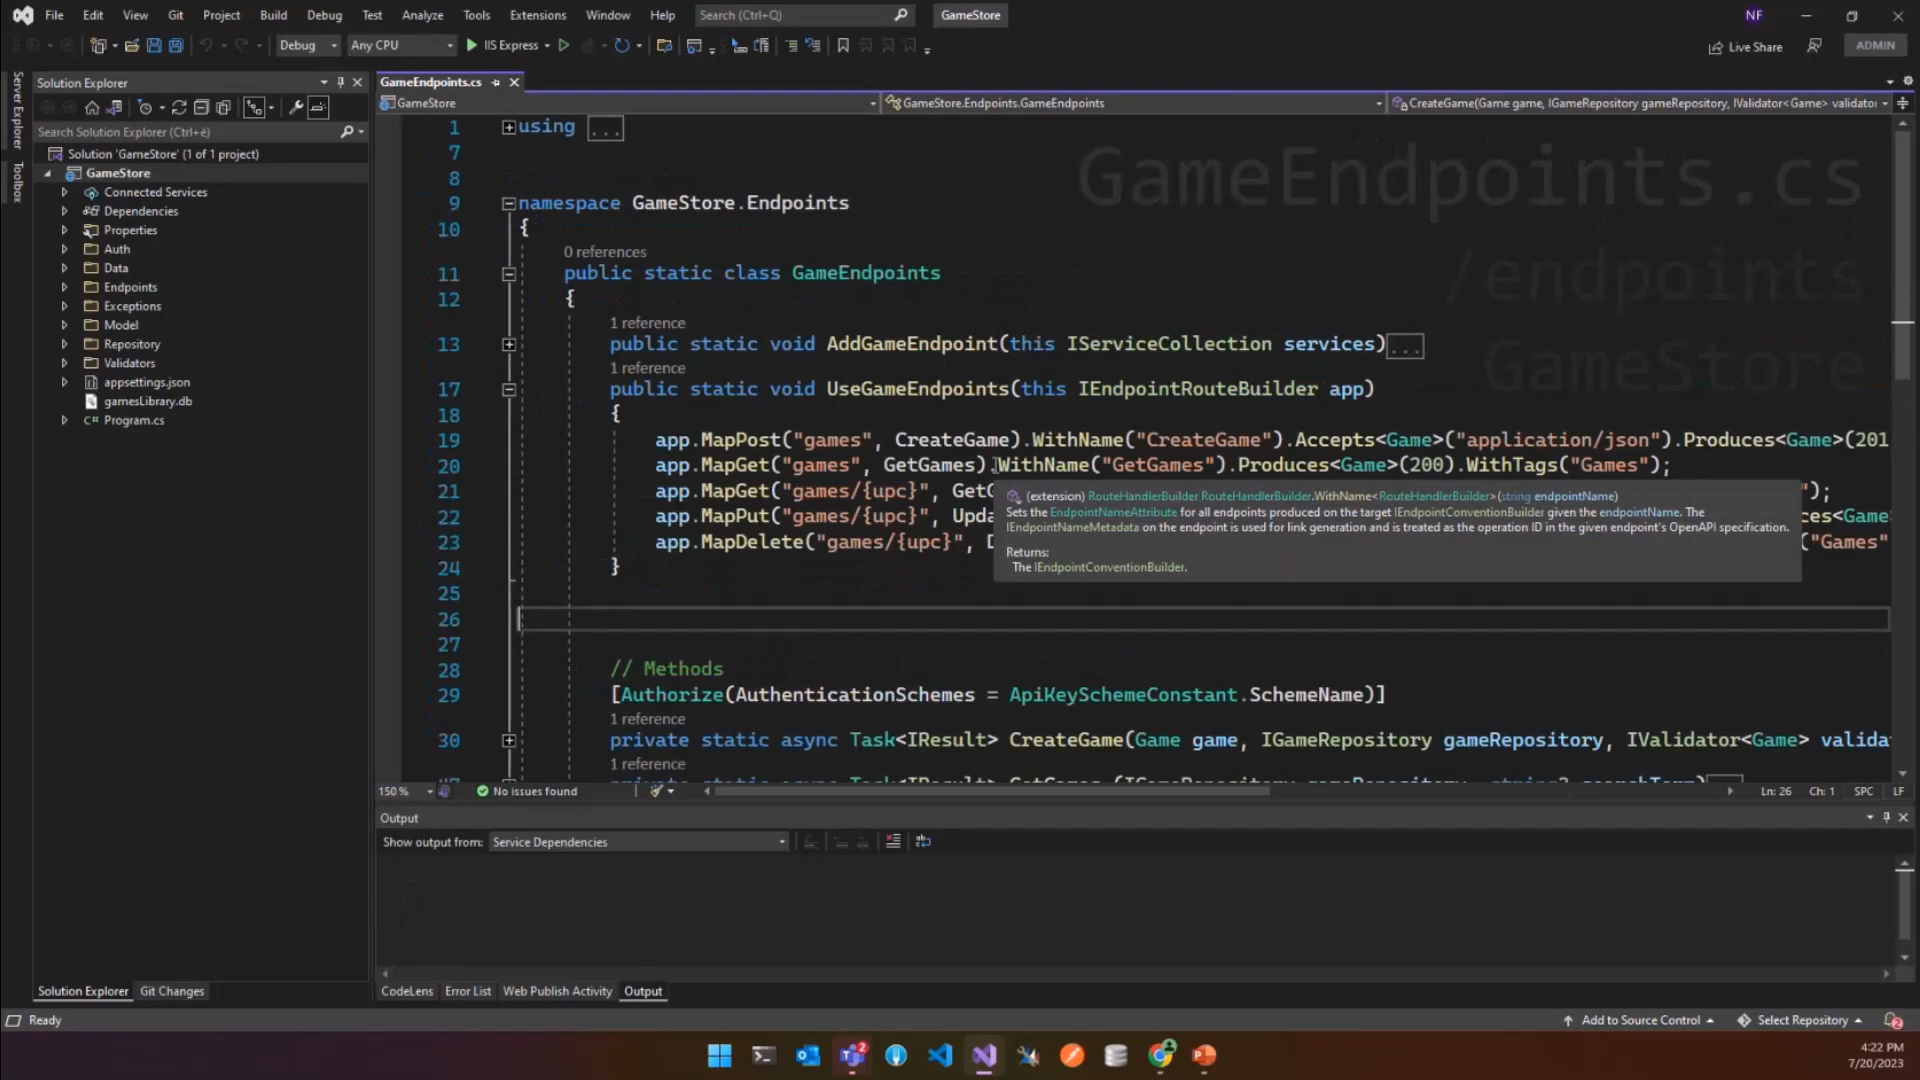 File Edit View Git Project Build Debug Test Analyze Tools Extensions Window Help Search (Ctrl+Q) GameStore NF
Debug Any CPU IIS Express Live Share ADMIN
Server Explorer
Toolbox
Solution Explorer
Search Solution Explorer (Ctrl+è)
Solution 'GameStore' (1 of 1 project)
GameStore
Connected Services
Dependencies
Properties
Auth
Data
Endpoints
Exceptions
Model
Repository
Validators
appsettings.json
gamesLibrary.db
Program.cs
Solution Explorer Git Changes
GameEndpoints.cs
GameStore GameStore.Endpoints.GameEndpoints CreateGame(Game game, IGameRepository gameRepository, IValidator<Game> validator
1 using ...
7
8
9 namespace GameStore.Endpoints
10 {
0 references
11 public static class GameEndpoints
12 {
1 reference
13 public static void AddGameEndpoint(this IServiceCollection services)...
1 reference
17 public static void UseGameEndpoints(this IEndpointRouteBuilder app)
18 {
19 app.MapPost("games", CreateGame).WithName("CreateGame").Accepts<Game>("application/json").Produces<Game>(201
20 app.MapGet("games", GetGames).WithName("GetGames").Produces<Game>(200).WithTags("Games");
21 app.MapGet("games/{upc}", GetG ");
22 app.MapPut("games/{upc}", Upda ces<Game
23 app.MapDelete("games/{upc}", D ("Games"
24 }
25
26
27
28 // Methods
29 [Authorize(AuthenticationSchemes = ApiKeySchemeConstant.SchemeName)]
1 reference
30 private static async Task<IResult> CreateGame(Game game, IGameRepository gameRepository, IValidator<Game> valida
1 reference
(extension) RouteHandlerBuilder RouteHandlerBuilder.WithName<RouteHandlerBuilder>(string endpointName)
Sets the EndpointNameAttribute for all endpoints produced on the target IEndpointConventionBuilder given the endpointName. The
IEndpointNameMetadata on the endpoint is used for link generation and is treated as the operation ID in the given endpoint's OpenAPI specification.
Returns:
The IEndpointConventionBuilder.
GameEndpoints.cs
/endpoints
GameStore
150 % No issues found Ln: 26 Ch: 1 SPC LF
Output
Show output from: Service Dependencies
CodeLens Error List Web Publish Activity Output
Ready Add to Source Control Select Repository 2
2
4:22 PM
7/20/2023